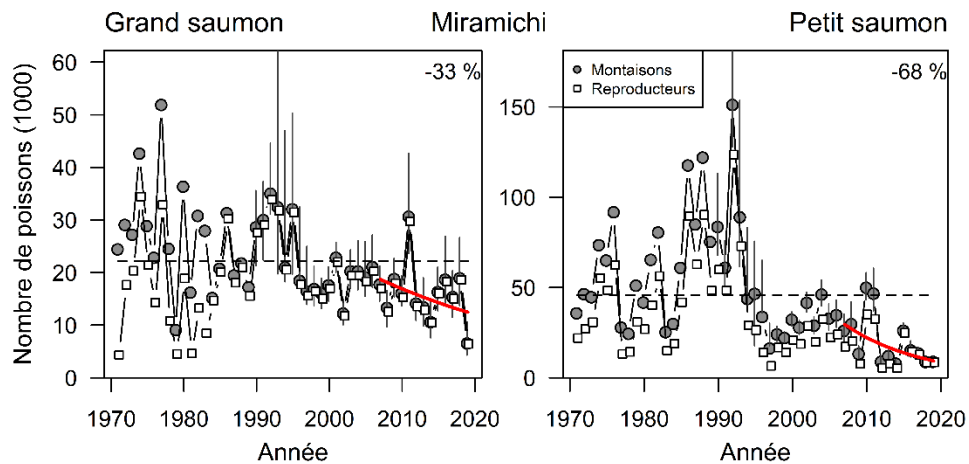 Grand saumon Miramichi Petit saumon
-33 %
-68 %
Montaisons
Reproducteurs
Nombre de poissons (1000)
60
50
40
30
20
10
0
150
100
50
0
1970 1980 1990 2000 2010 2020
1970 1980 1990 2000 2010 2020
Année
Année